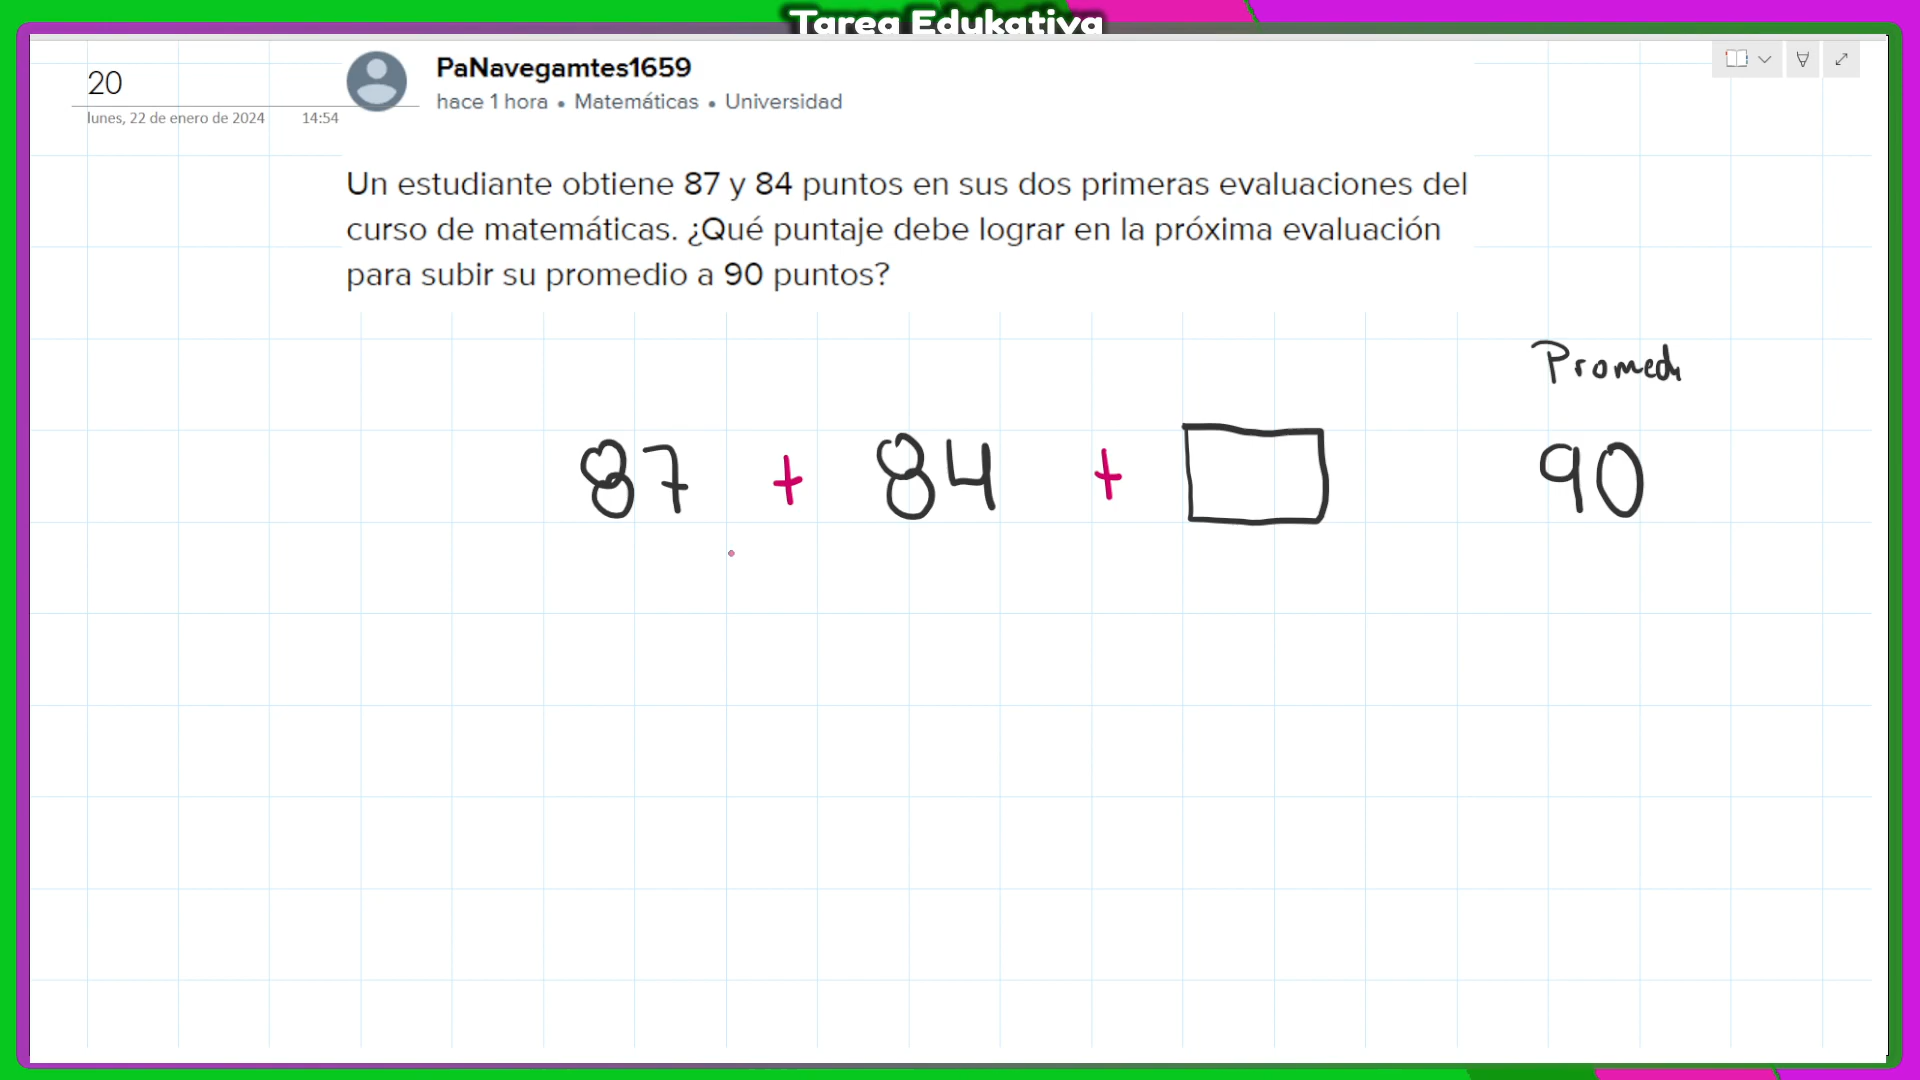 Tarea Edukativa
20
lunes, 22 de enero de 2024 14:54
PaNavegamtes1659
hace 1 hora • Matemáticas • Universidad
Un estudiante obtiene 87 y 84 puntos en sus dos primeras evaluaciones del
curso de matemáticas. ¿Qué puntaje debe lograr en la próxima evaluación
para subir su promedio a 90 puntos?
Promedi
87 + 84 + 90